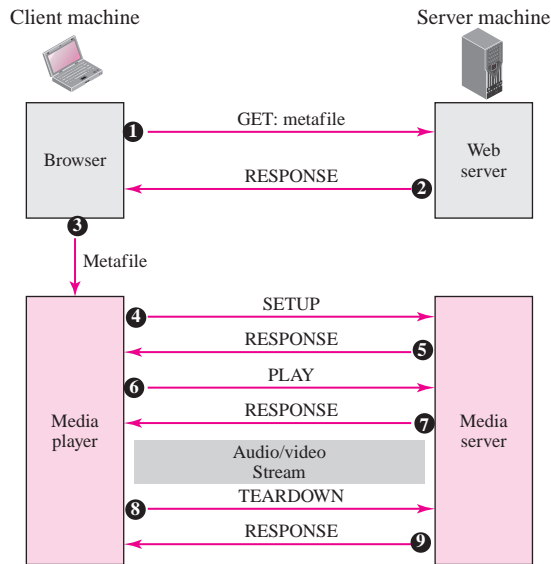 Client machine
Server machine
1
GET: metafile
Browser
Web
server
RESPONSE
2
3
Metafile
4
SETUP
RESPONSE
5
6
PLAY
RESPONSE
7
Media
player
Media
server
Audio/video
Stream
8
TEARDOWN
RESPONSE
9